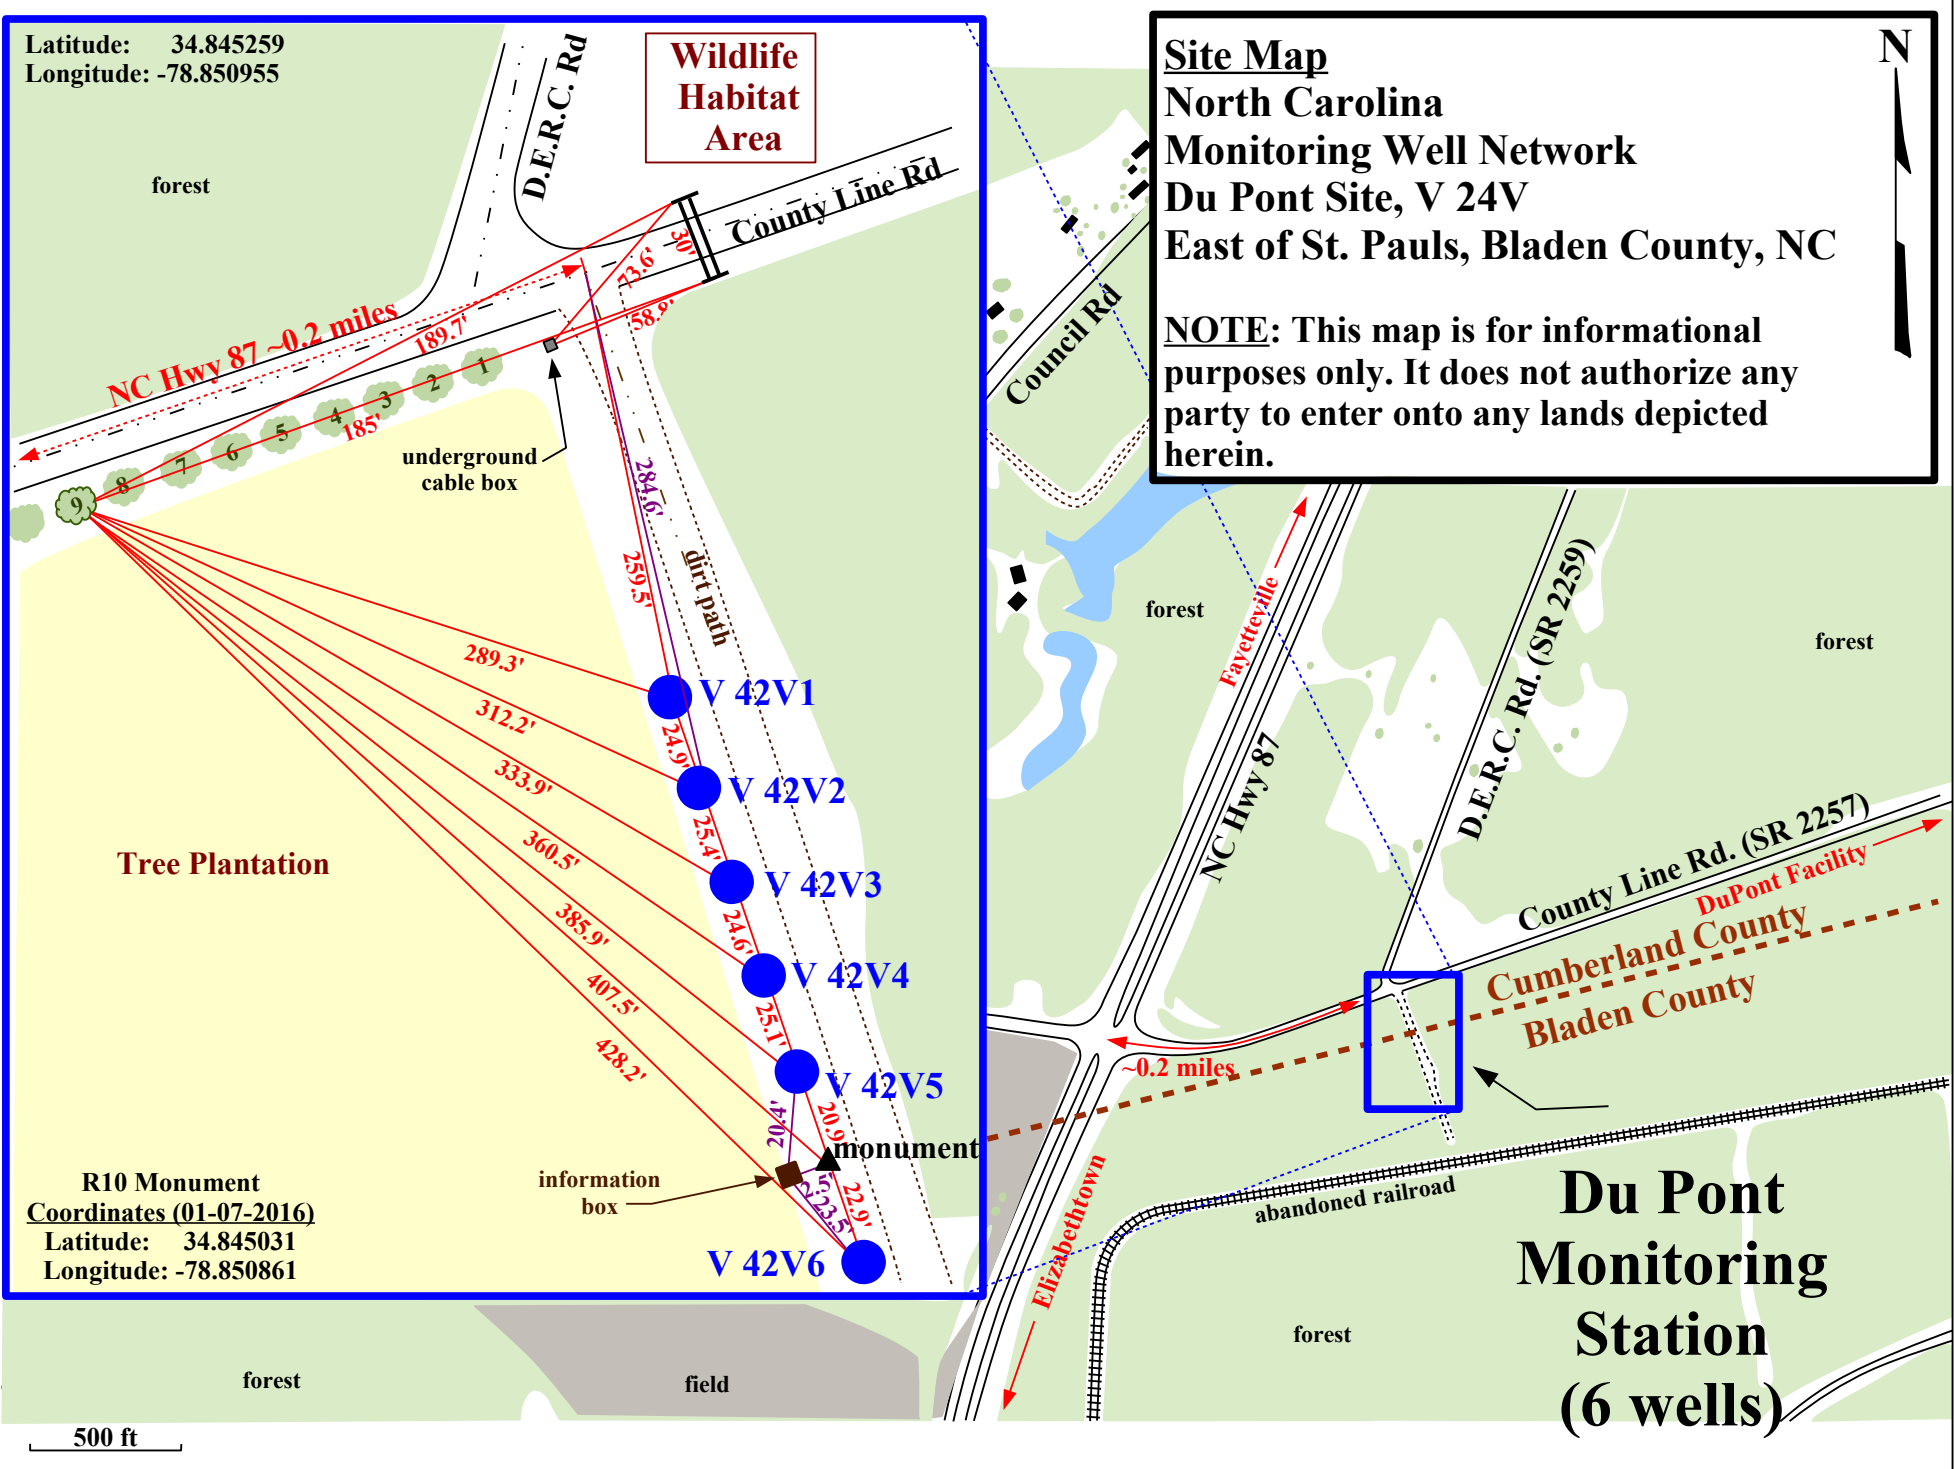 Latitude: 34.845259
Longitude: -78.850955
forest
D.E.R.C. Rd
Wildlife
Habitat
Area
County Line Rd
30'
73.6'
58.8'
NC Hwy 87 ~0.2 miles
189.7'
185'
1
2
3
4
5
6
7
8
9
underground
cable box
284.6'
259.5'
dirt path
289.3'
312.2'
333.9'
360.5'
385.9'
407.5'
428.2'
V 42V1
24.9'
V 42V2
25.4'
V 42V3
24.6'
V 42V4
25.1'
V 42V5
20.9'
20.4'
monument
22.9'
23.5'
V 42V6
information
box
Tree Plantation
R10 Monument
Coordinates (01-07-2016)
Latitude: 34.845031
Longitude: -78.850861
Site Map
North Carolina
Monitoring Well Network
Du Pont Site, V 24V
East of St. Pauls, Bladen County, NC
NOTE: This map is for informational
purposes only. It does not authorize any
party to enter onto any lands depicted
herein.
N
Council Rd
forest
Fayetteville
NC Hwy 87
D.E.R.C. Rd. (SR 2259)
forest
County Line Rd. (SR 2257)
DuPont Facility
Cumberland County
Bladen County
~0.2 miles
Elizabethtown
abandoned railroad
Du Pont
Monitoring
Station
(6 wells)
forest
forest
field
500 ft